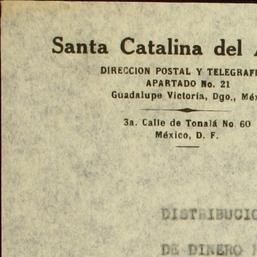 Santa Catalina del
DIRECCION POSTAL Y TELEGRAFI
APARTADO No. 21
Guadalupe Victoria, Dgo., Méx
3a. Calle de Tonalá No. 60
México, D. F.
DISTRIBUCIO
DE DINERO